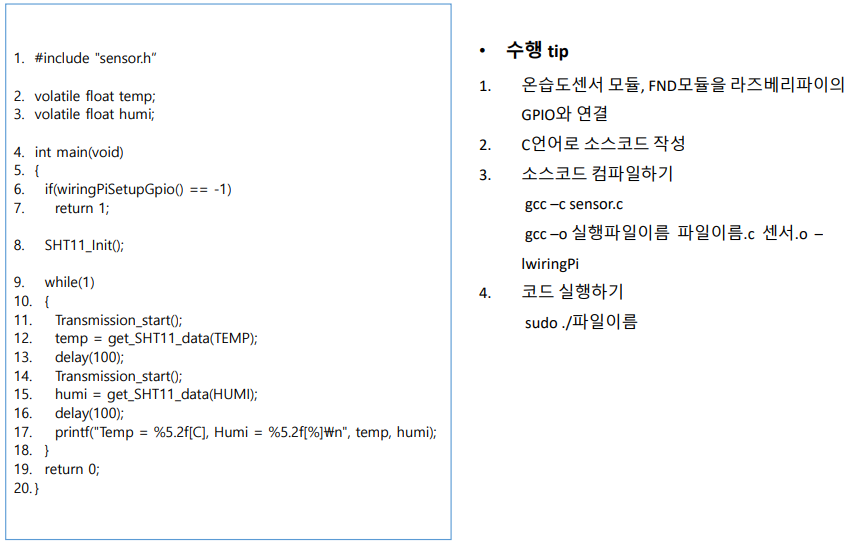 1. #include "sensor.h"
2. volatile float temp;
3. volatile float humi;
4. int main(void)
5. {
6. if(wiringPiSetupGpio() == -1)
7. return 1;
8. SHT11_Init();
9. while(1)
10. {
11. Transmission_start();
12. temp = get_SHT11_data(TEMP);
13. delay(100);
14. Transmission_start();
15. humi = get_SHT11_data(HUMI);
16. delay(100);
17. printf("Temp = %5.2f[C], Humi = %5.2f[%]₩n", temp, humi);
18. }
19. return 0;
20. }
• 수행 tip
1. 온습도센서 모듈, FND모듈을 라즈베리파이의
GPIO와 연결
2. C언어로 소스코드 작성
3. 소스코드 컴파일하기
gcc –c sensor.c
gcc –o 실행파일이름 파일이름.c 센서.o –
lwiringPi
4. 코드 실행하기
sudo ./파일이름